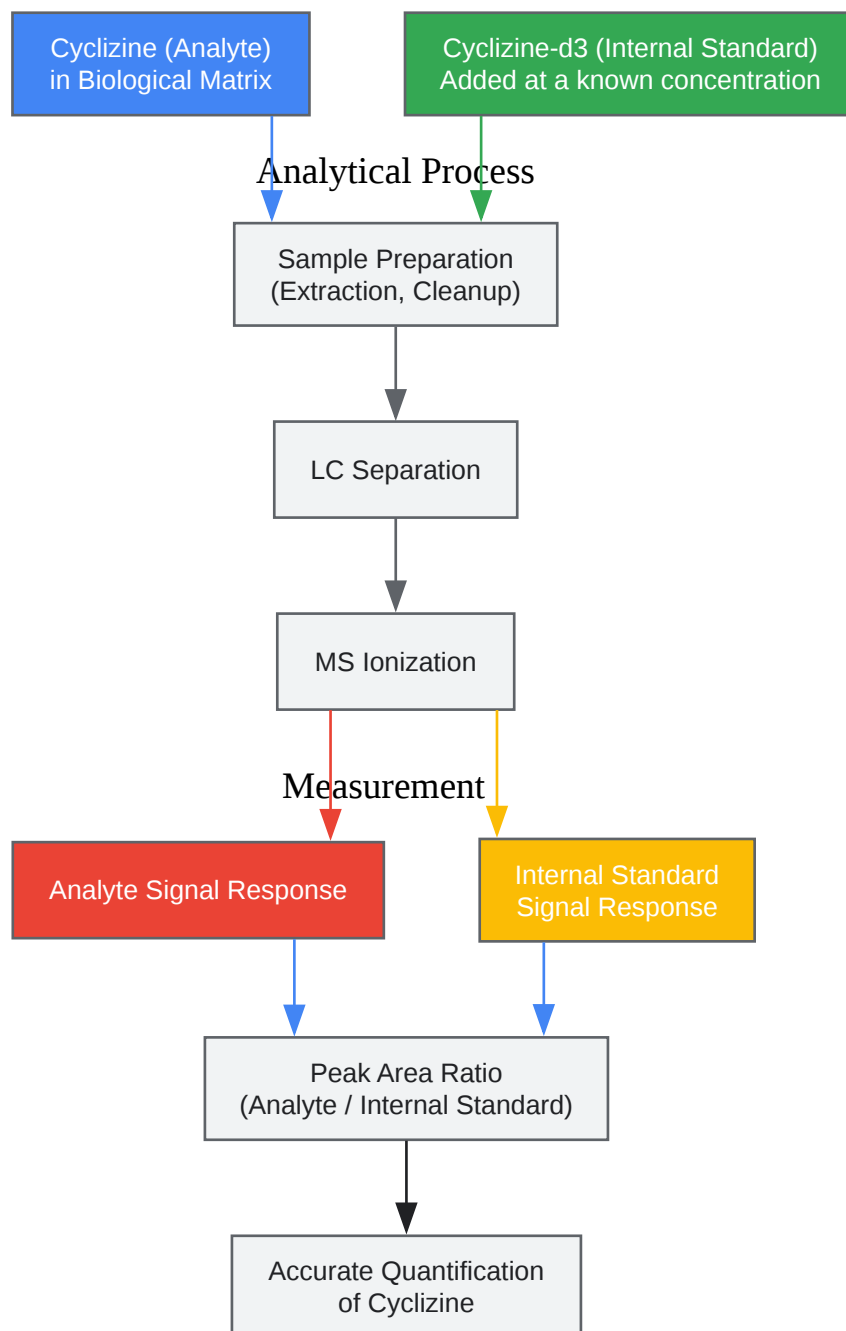 Cyclizine (Analyte)
in Biological Matrix
Cyclizine-d3 (Internal Standard)
Added at a known concentration
Analytical Process
Sample Preparation
(Extraction, Cleanup)
LC Separation
MS Ionization
Measurement
Analyte Signal Response
Internal Standard
Signal Response
Peak Area Ratio
(Analyte / Internal Standard)
Accurate Quantification
of Cyclizine